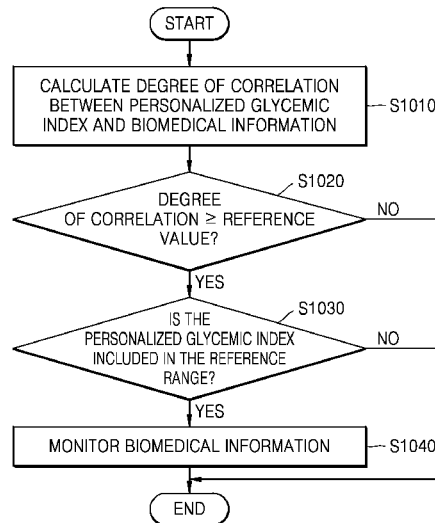 START
CALCULATE DEGREE OF CORRELATION
BETWEEN PERSONALIZED GLYCEMIC
INDEX AND BIOMEDICAL INFORMATION
S1010
S1020
DEGREE
OF CORRELATION ≥ REFERENCE
VALUE?
NO
YES
S1030
IS THE
PERSONALIZED GLYCEMIC INDEX
INCLUDED IN THE REFERENCE
RANGE?
NO
YES
MONITOR BIOMEDICAL INFORMATION
S1040
END